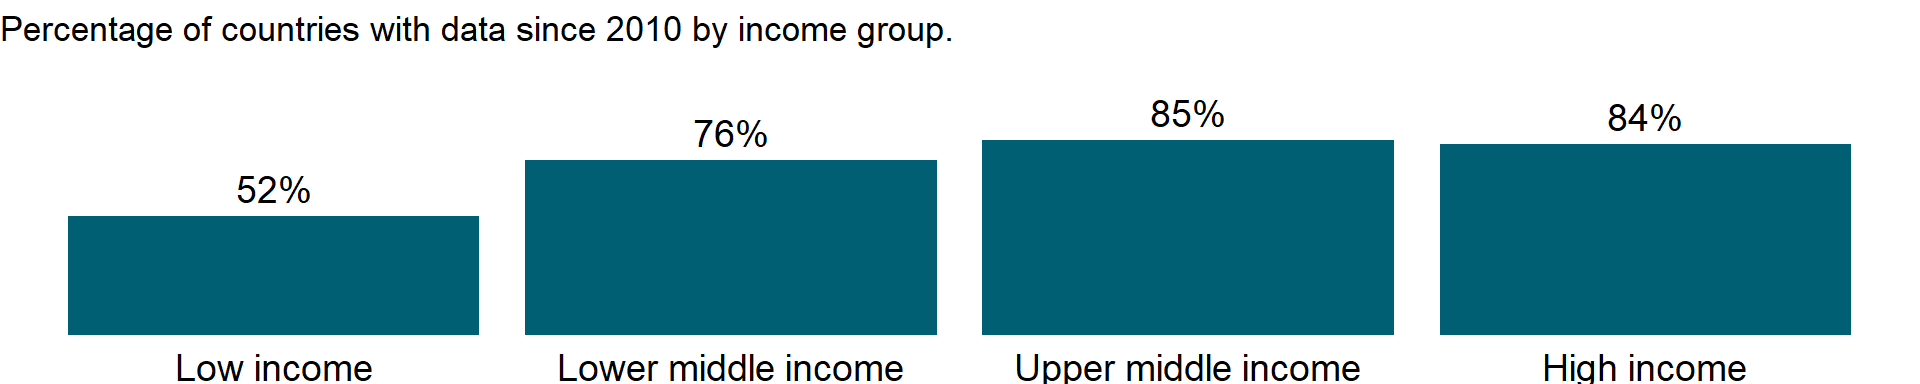 Percentage of countries with data since 2010 by income group.
52%
76%
85%
84%
Low income
Lower middle income
Upper middle income
High income